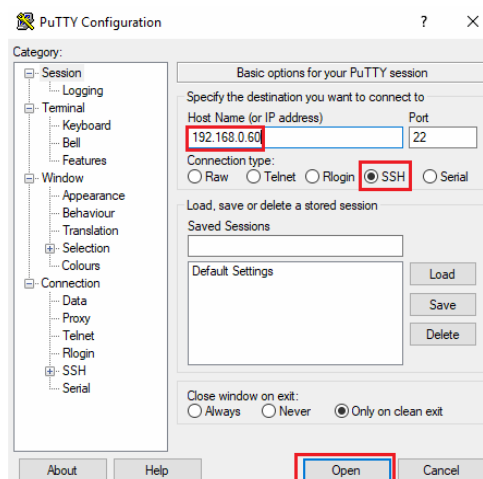 PuTTY Configuration ? ×
Category:
Session
Logging
Terminal
Keyboard
Bell
Features
Window
Appearance
Behaviour
Translation
Selection
Colours
Connection
Data
Proxy
Telnet
Rlogin
SSH
Serial
Basic options for your PuTTY session
Specify the destination you want to connect to
Host Name (or IP address) Port
192.168.0.60 22
Connection type:
Raw Telnet Rlogin SSH Serial
Load, save or delete a stored session
Saved Sessions
Default Settings
Load
Save
Delete
Close window on exit:
Always Never Only on clean exit
About Help Open Cancel